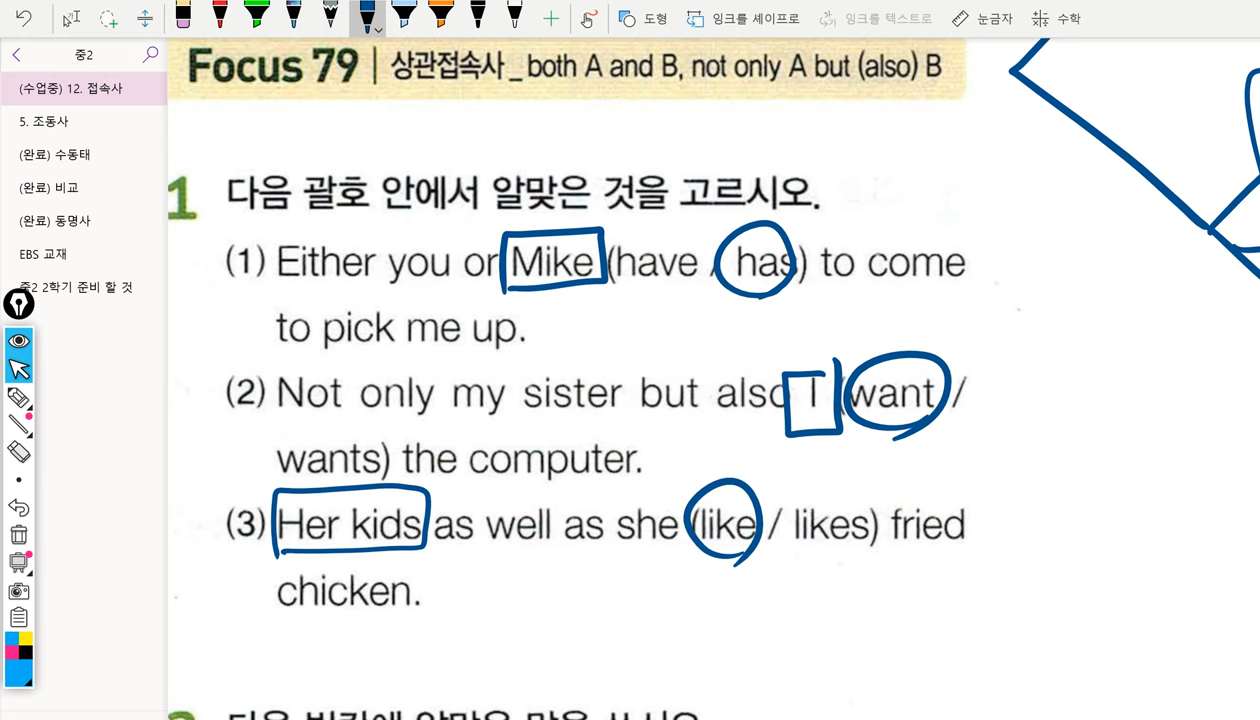 도형
잉크를 셰이프로
잉크를 텍스트로
눈금자
수학
중2
(수업중) 12. 접속사
5. 조동사
(완료) 수동태
(완료) 비교
(완료) 동명사
EBS 교재
중2 2학기 준비 할 것
Focus 79 | 상관접속사_ both A and B, not only A but (also) B
1 다음 괄호 안에서 알맞은 것을 고르시오.
(1) Either you or Mike (have / has) to come
to pick me up.
(2) Not only my sister but also I (want /
wants) the computer.
(3) Her kids as well as she (like / likes) fried
chicken.